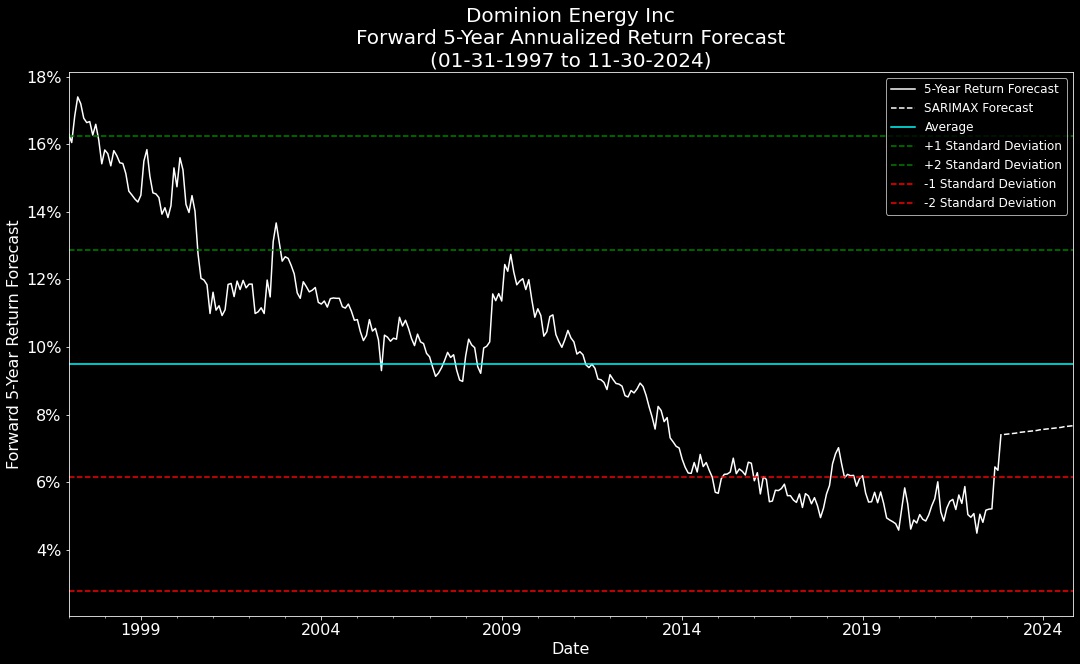 Dominion Energy Inc
Forward 5-Year Annualized Return Forecast
(01-31-1997 to 11-30-2024)
18%
16%
14%
12%
10%
8%
6%
4%
Forward 5-Year Return Forecast
5-Year Return Forecast
SARIMAX Forecast
Average
+1 Standard Deviation
+2 Standard Deviation
-1 Standard Deviation
-2 Standard Deviation
1999
2004
2009
2014
2019
2024
Date